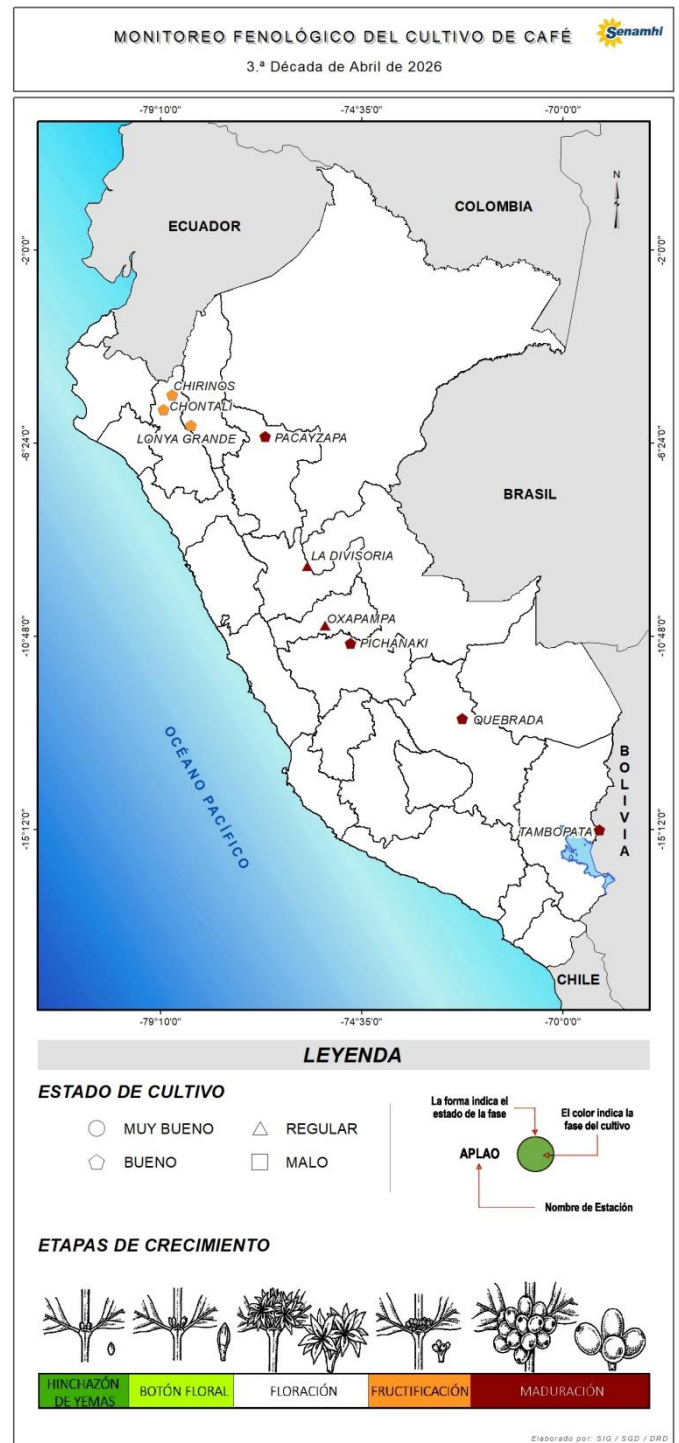 MONITOREO FENOLÓGICO DEL CULTIVO DE CAFÉ
Senamhi
3.ª Década de Abril de 2026
-79°10'0"
-74°35'0"
-70°0'0"
N
COLOMBIA
ECUADOR
-2°0'0"
-2°0'0"
CHIRINOS
CHONTALÍ
LONYA GRANDE
PACAYZAPA
-6°24'0"
-6°24'0"
BRASIL
LA DIVISORIA
OXAPAMPA
PICHANAKI
-10°48'0"
-10°48'0"
QUEBRADA
OCÉANO PACÍFICO
BOLIVIA
TAMBOPATA
-15°12'0"
-15°12'0"
CHILE
-79°10'0"
-74°35'0"
-70°0'0"
LEYENDA
ESTADO DE CULTIVO
MUY BUENO
REGULAR
BUENO
MALO
La forma indica el
estado de la fase
El color indica la
fase del cultivo
APLAO
Nombre de Estación
ETAPAS DE CRECIMIENTO
HINCHAZÓN
DE YEMAS
BOTÓN FLORAL
FLORACIÓN
FRUCTIFICACIÓN
MADURACIÓN
Elaborado por: SIG / SGD / DRD